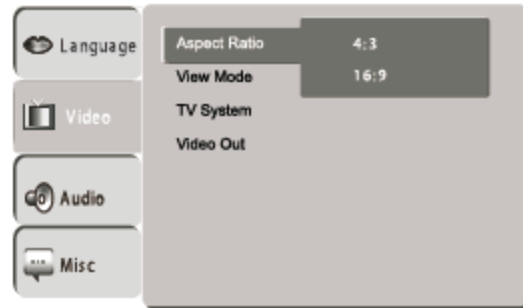 Language
Video
Audio
Misc
Aspect Ratio
View Mode
TV System
Video Out
4:3
16:9